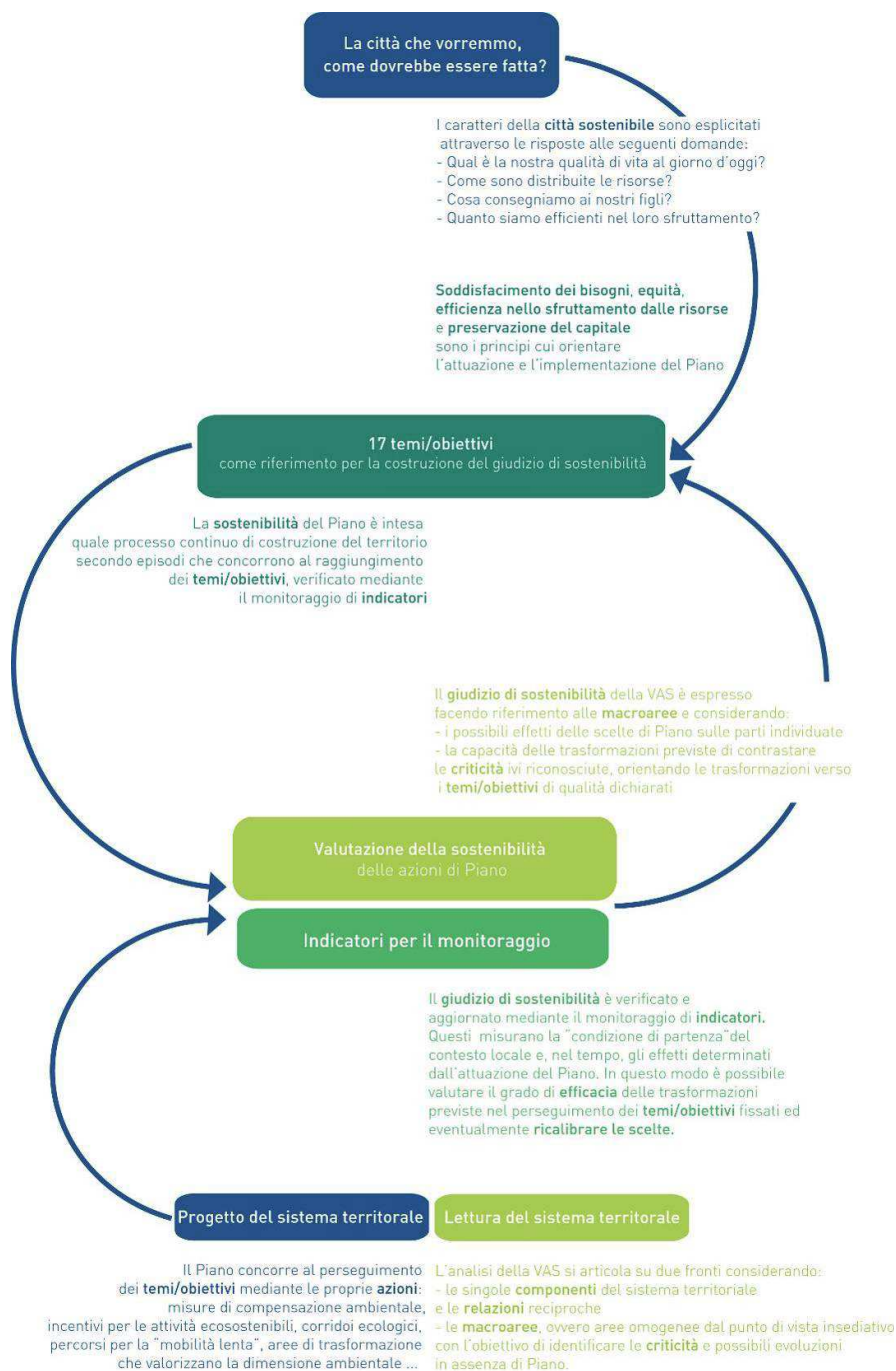 La città che vorremmo,
come dovrebbe essere fatta?
I caratteri della città sostenibile sono esplicitati
attraverso le risposte alle seguenti domande:
- Qual è la nostra qualità di vita al giorno d'oggi?
- Come sono distribuite le risorse?
- Cosa consegniamo ai nostri figli?
- Quanto siamo efficienti nel loro sfruttamento?
Soddisfacimento dei bisogni, equità,
efficienza nello sfruttamento dalle risorse
e preservazione del capitale
sono i principi cui orientare
l'attuazione e l'implementazione del Piano
17 temi/obiettivi
come riferimento per la costruzione del giudizio di sostenibilità
La sostenibilità del Piano è intesa
quale processo continuo di costruzione del territorio
secondo episodi che concorrono al raggiungimento
dei temi/obiettivi, verificato mediante
il monitoraggio di indicatori
Il giudizio di sostenibilità della VAS è espresso
facendo riferimento alle macroaree e considerando:
- i possibili effetti delle scelte di Piano sulle parti individuate
- la capacità delle trasformazioni previste di contrastare
le criticità ivi riconosciute, orientando le trasformazioni verso
i temi/obiettivi di qualità dichiarati
Valutazione della sostenibilità
delle azioni di Piano
Indicatori per il monitoraggio
Il giudizio di sostenibilità è verificato e
aggiornato mediante il monitoraggio di indicatori.
Questi misurano la "condizione di partenza"del
contesto locale e, nel tempo, gli effetti determinati
dall'attuazione del Piano. In questo modo è possibile
valutare il grado di efficacia delle trasformazioni
previste nel perseguimento dei temi/obiettivi fissati ed
eventualmente ricalibrare le scelte.
Progetto del sistema territorale
Il Piano concorre al perseguimento
dei temi/obiettivi mediante le proprie azioni:
misure di compensazione ambientale,
incentivi per le attività ecosostenibili, corridoi ecologici,
percorsi per la "mobilità lenta", aree di trasformazione
che valorizzano la dimensione ambientale ...
Lettura del sistema territorale
L'analisi della VAS si articola su due fronti considerando:
- le singole componenti del sistema territoriale
e le relazioni reciproche
- le macroaree, ovvero aree omogenee dal punto di vista insediativo
con l'obiettivo di identificare le criticità e possibili evoluzioni
in assenza di Piano.